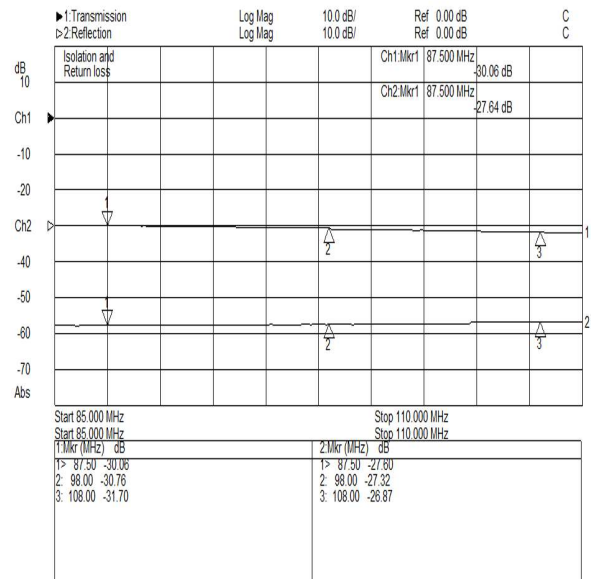 ▶1:Transmission Log Mag 10.0 dB/ Ref 0.00 dB C
▷2:Reflection Log Mag 10.0 dB/ Ref 0.00 dB C
Isolation and
Return loss
Ch1:Mkr1 87.500 MHz
-30.06 dB
Ch2:Mkr1 87.500 MHz
-27.64 dB
dB
10
Ch1
-10
-20
Ch2
-40
-50
-60
-70
Abs
1
2
3
1
1
2
3
2
Start 85.000 MHz Stop 110.000 MHz
Start 85.000 MHz Stop 110.000 MHz
1:Mkr (MHz) dB
1> 87.50 -30.06
2: 98.00 -30.76
3: 108.00 -31.70
2:Mkr (MHz) dB
1> 87.50 -27.60
2: 98.00 -27.32
3: 108.00 -26.87